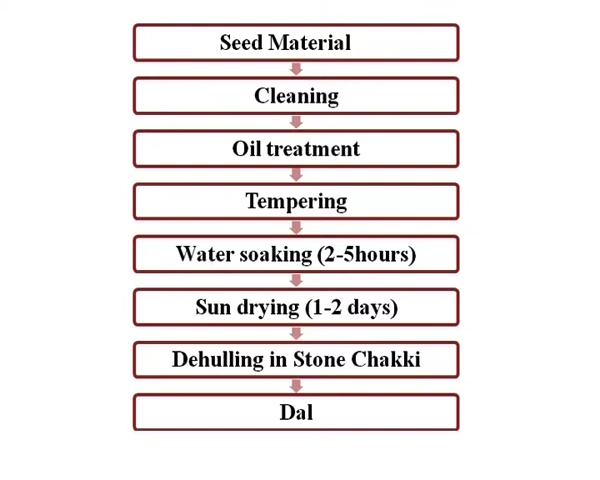 Seed Material
Cleaning
Oil treatment
Tempering
Water soaking (2-5hours)
Sun drying (1-2 days)
Dehulling in Stone Chakki
Dal